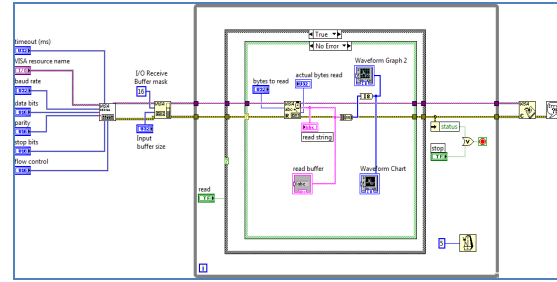 True
No Error
timeout (ms)
VISA resource name
baud rate
data bits
parity
stop bits
flow control
I/O Receive
Buffer mask
16
Input
buffer size
bytes to read
actual bytes read
Waveform Graph 2
read string
read buffer
Waveform Chart
read
status
stop
5
i